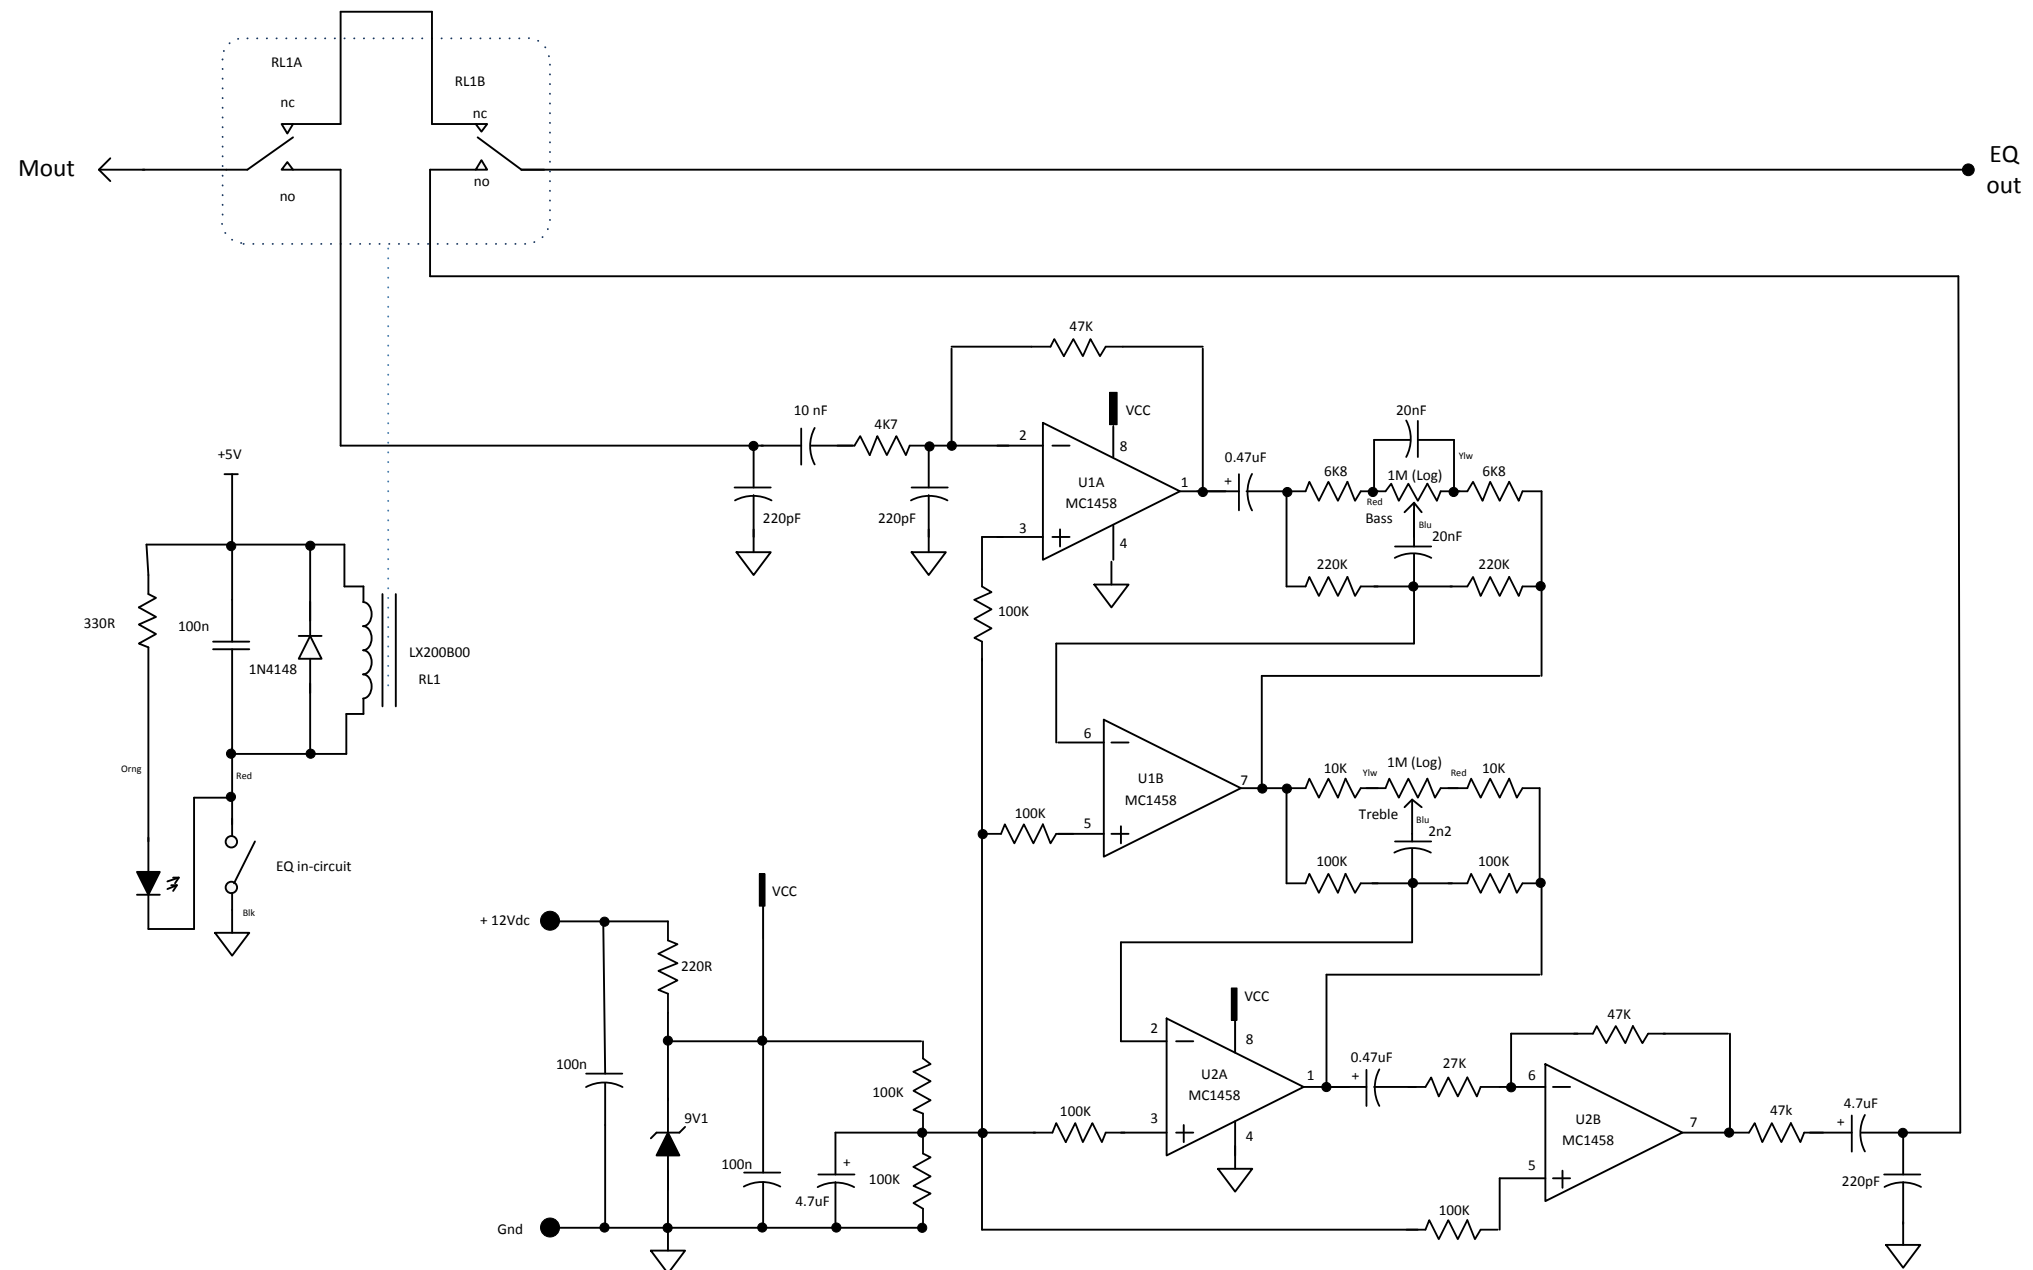 RL1A
RL1B
nc
nc
Mout
EQ
out
no
no
47K
10 nF
4K7
VCC
20nF
2
8
+5V
0.47uF
6K8
1M (Log)
6K8
Ylw
+
U1A
MC1458
1
Red
Bass
Blu
220pF
220pF
3
4
20nF
220K
220K
330R
100n
100K
1N4148
LX200B00
RL1
6
U1B
MC1458
7
Orng
Red
10K
Ylw
1M (Log)
Red
10K
100K
5
Treble
Blu
2n2
EQ in-circuit
100K
100K
Blk
VCC
+ 12Vdc
220R
VCC
2
8
47K
100n
0.47uF
27K
U2A
MC1458
1
+
6
100K
9V1
100K
3
U2B
MC1458
7
47k
4.7uF
+
4
100n
+
100K
4.7uF
5
220pF
100K
Gnd